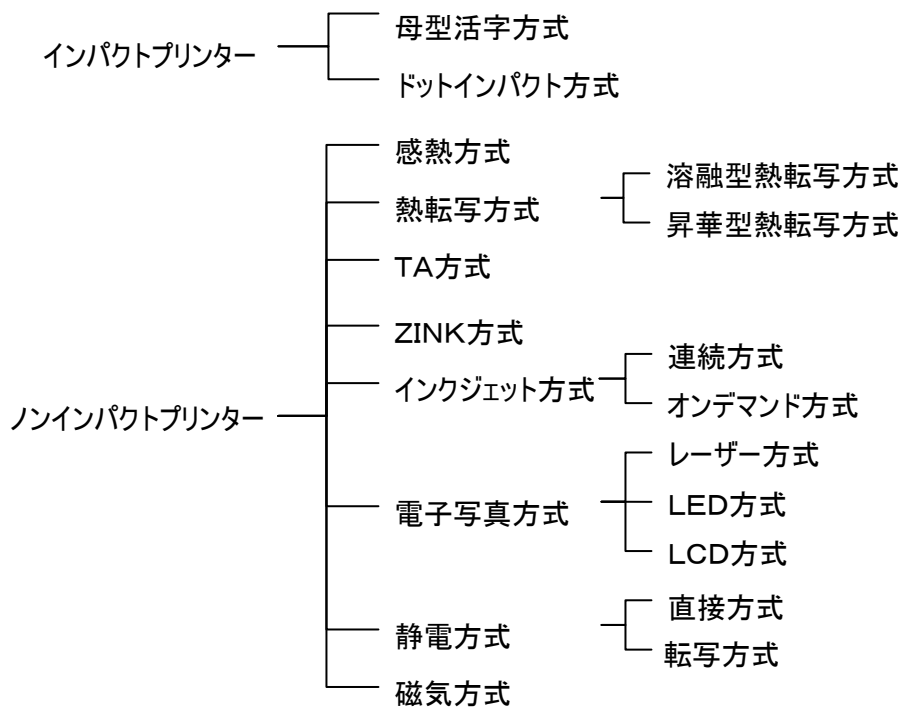 インパクトプリンター
母型活字方式
ドットインパクト方式
ノンインパクトプリンター
感熱方式
熱転写方式
溶融型熱転写方式
昇華型熱転写方式
TA方式
ZINK方式
インクジェット方式
連続方式
オンデマンド方式
電子写真方式
レーザー方式
LED方式
LCD方式
静電方式
直接方式
転写方式
磁気方式